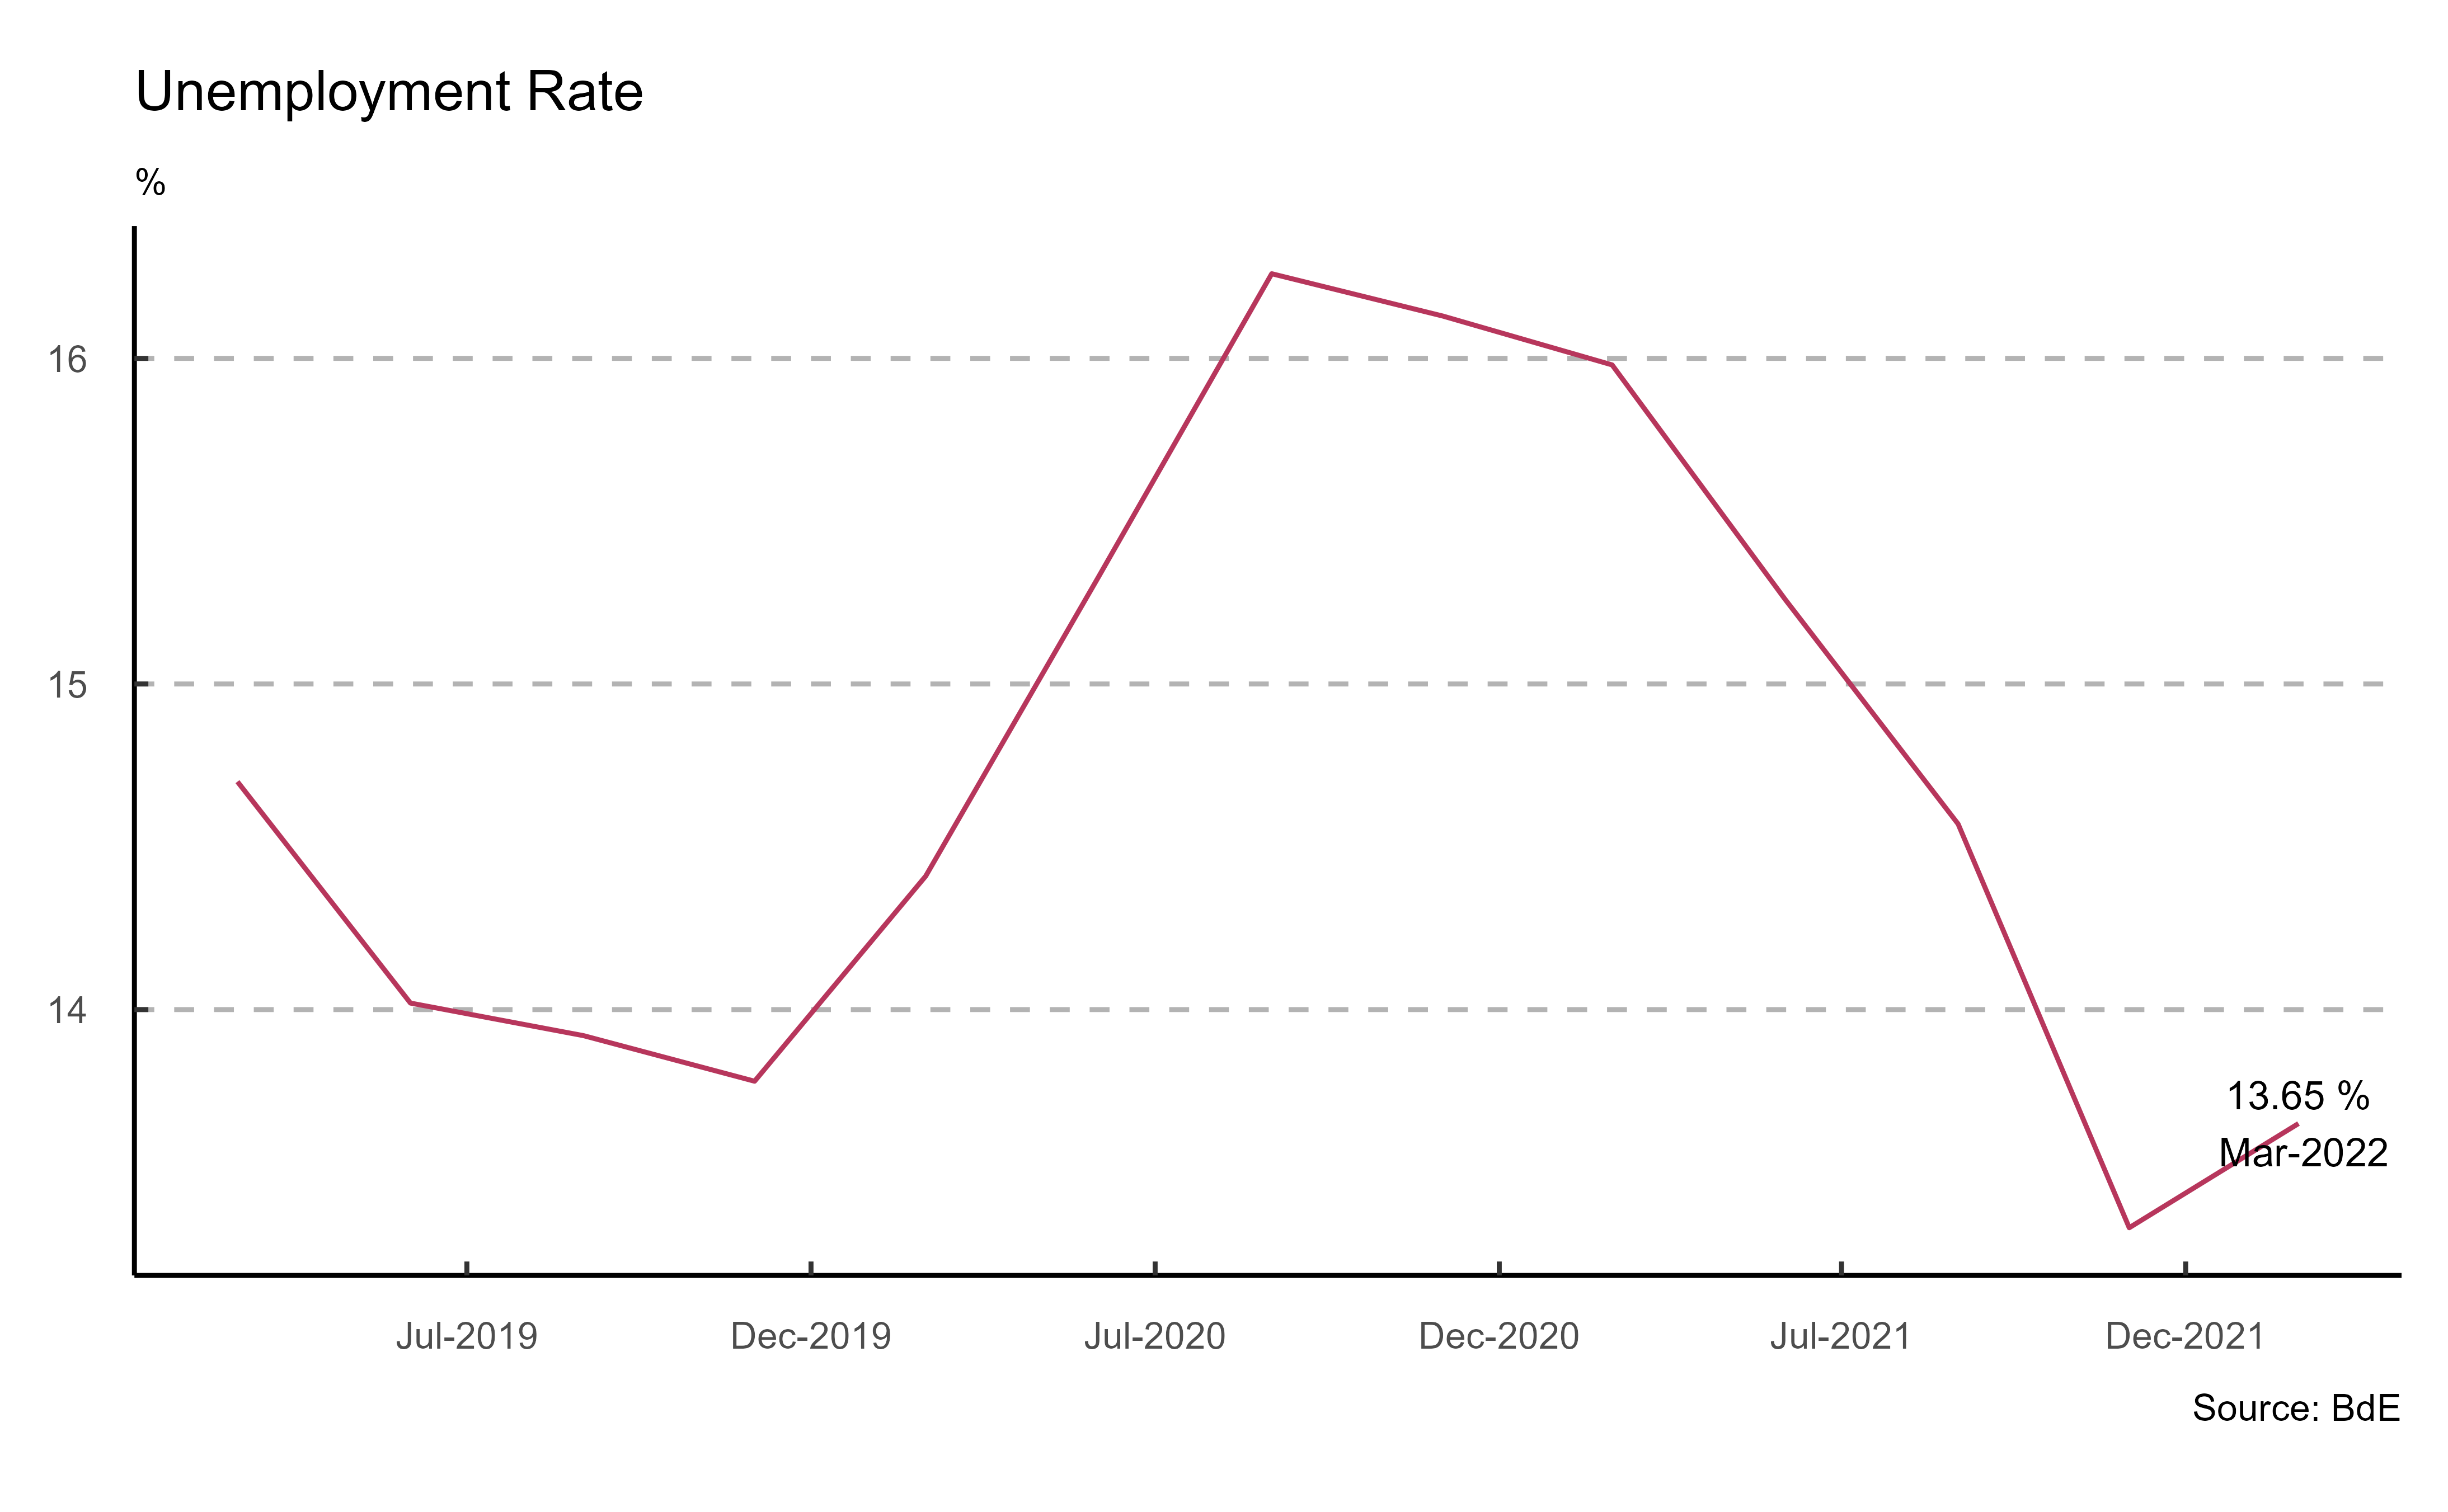 Unemployment Rate
%
16
15
14
13.65 %
Mar-2022
Jul-2019
Dec-2019
Jul-2020
Dec-2020
Jul-2021
Dec-2021
Source: BdE